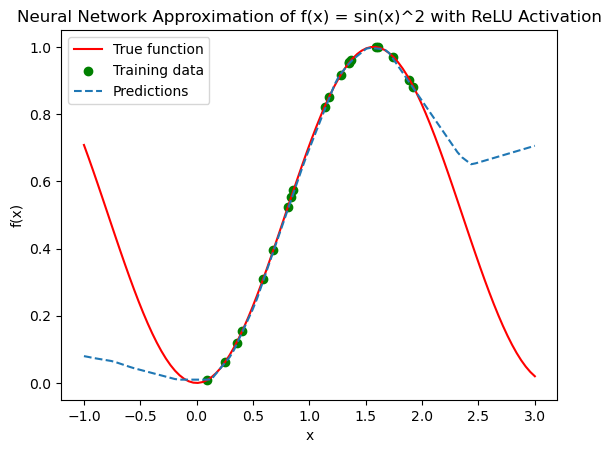 Neural Network Approximation of f(x) = sin(x)^2 with ReLU Activation
True function
Training data
Predictions
f(x)
1.0
0.8
0.6
0.4
0.2
0.0
−1.0 −0.5 0.0 0.5 1.0 1.5 2.0 2.5 3.0
x